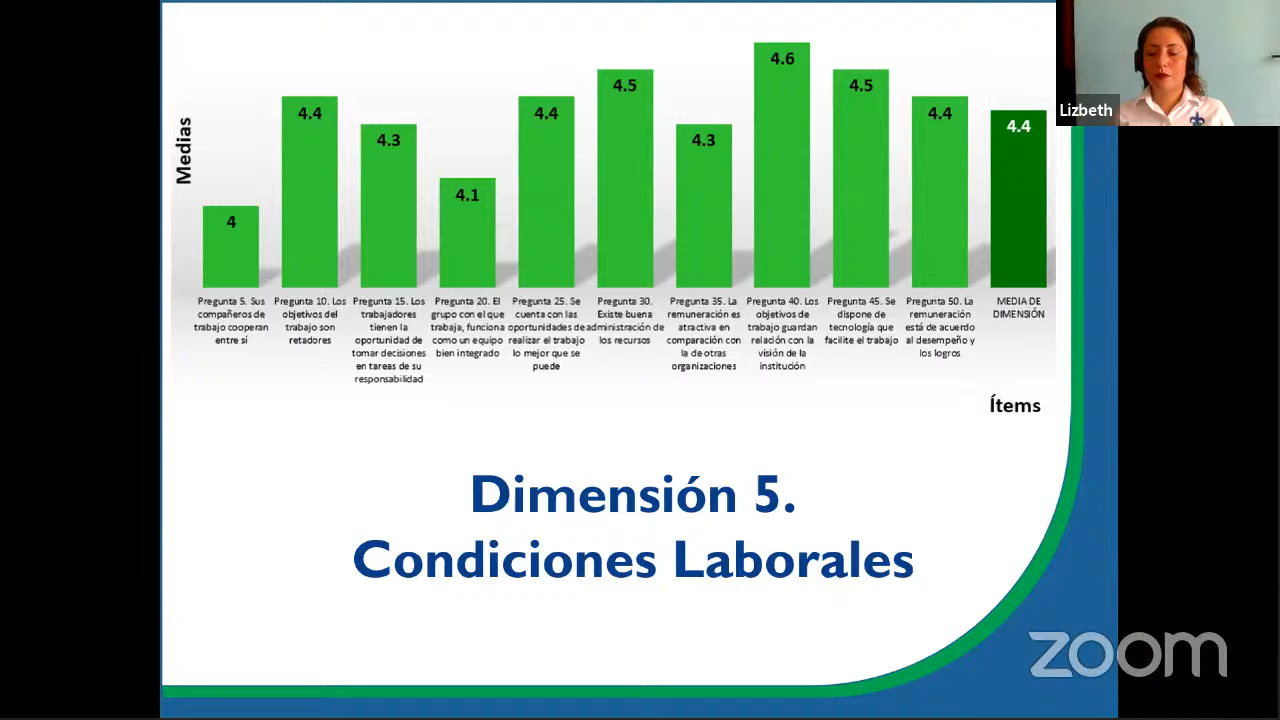 Medias
4
4.4
4.3
4.1
4.4
4.5
4.3
4.6
4.5
4.4
4.4
Pregunta 5. Sus
compañeros de
trabajo cooperan
entre sí
Pregunta 10. Los
objetivos del
trabajo son
retadores
Pregunta 15. Los
trabajadores
tienen la
oportunidad de
tomar decisiones
en tareas de su
responsabilidad
Pregunta 20. El
grupo con el que
trabaja, funciona
como un equipo
bien integrado
Pregunta 25. Se
cuenta con las
oportunidades de
realizar el trabajo
lo mejor que se
puede
Pregunta 30.
Existe buena
administración de
los recursos
Pregunta 35. La
remuneración es
atractiva en
comparación con
la de otras
organizaciones
Pregunta 40. Los
objetivos de
trabajo guardan
relación con la
visión de la
institución
Pregunta 45. Se
dispone de
tecnología que
facilite el trabajo
Pregunta 50. La
remuneración
está de acuerdo
al desempeño y
los logros
MEDIA DE
DIMENSIÓN
Ítems
Dimensión 5.
Condiciones Laborales
Lizbeth
zoom